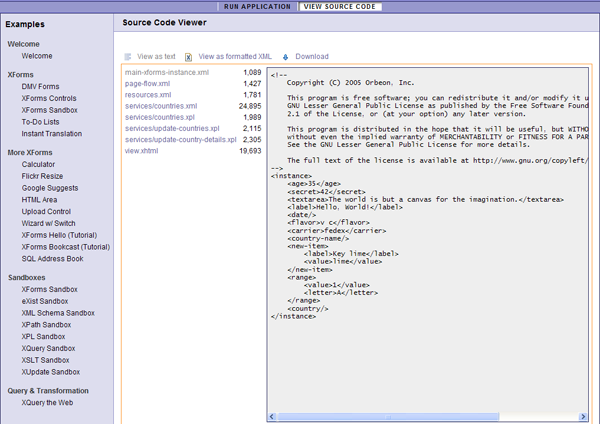 RUN APPLICATION VIEW SOURCE CODE
Examples
Welcome
Welcome
XForms
DMV Forms
XForms Controls
XForms Sandbox
To-Do Lists
Instant Translation
More XForms
Calculator
Flickr Resize
Google Suggests
HTML Area
Upload Control
Wizard w/ Switch
XForms Hello (Tutorial)
XForms Bookcast (Tutorial)
SQL Address Book
Sandboxes
XForms Sandbox
eXist Sandbox
XML Schema Sandbox
XPath Sandbox
XPL Sandbox
XQuery Sandbox
XSLT Sandbox
XUpdate Sandbox
Query & Transformation
XQuery the Web
Source Code Viewer
View as text View as formatted XML Download
main-xforms-instance.xml 1,089
page-flow.xml 1,427
resources.xml 1,781
services/countries.xml 24,895
services/countries.xpl 1,989
services/update-countries.xpl 2,115
services/update-country-details.xpl 2,305
view.xhtml 19,693
<!--
Copyright (C) 2005 Orbeon, Inc.
This program is free software; you can redistribute it and/or modify it u
GNU Lesser General Public License as published by the Free Software Found
2.1 of the License, or (at your option) any later version.
This program is distributed in the hope that it will be useful, but WITHO
without even the implied warranty of MERCHANTABILITY or FITNESS FOR A PAR
See the GNU Lesser General Public License for more details.
The full text of the license is available at http://www.gnu.org/copyleft/
-->
<instance>
<age>35</age>
<secret>42</secret>
<textarea>The world is but a canvas for the imagination.</textarea>
<label>Hello, World!</label>
<date/>
<flavor>v c</flavor>
<carrier>fedex</carrier>
<country-name/>
<new-item>
<label>Key lime</label>
<value>lime</value>
</new-item>
<range>
<value>1</value>
<letter>A</letter>
</range>
<country/>
</instance>